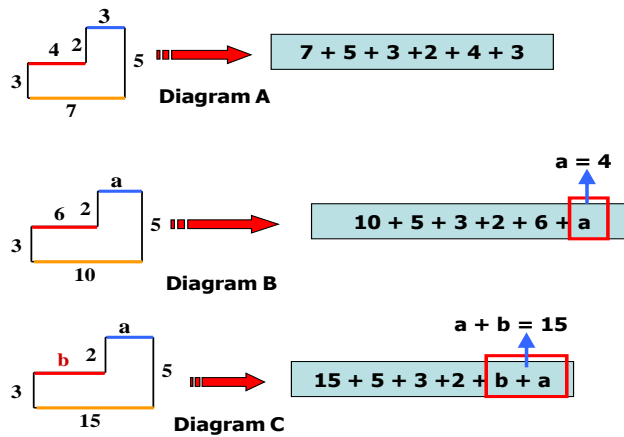 3
4 2 5
3
7
7 + 5 + 3 +2 + 4 + 3
Diagram A
a = 4
a
6 2 5
3
10
10 + 5 + 3 +2 + 6 + a
Diagram B
a + b = 15
a
b 2 5
3
15
15 + 5 + 3 +2 + b + a
Diagram C